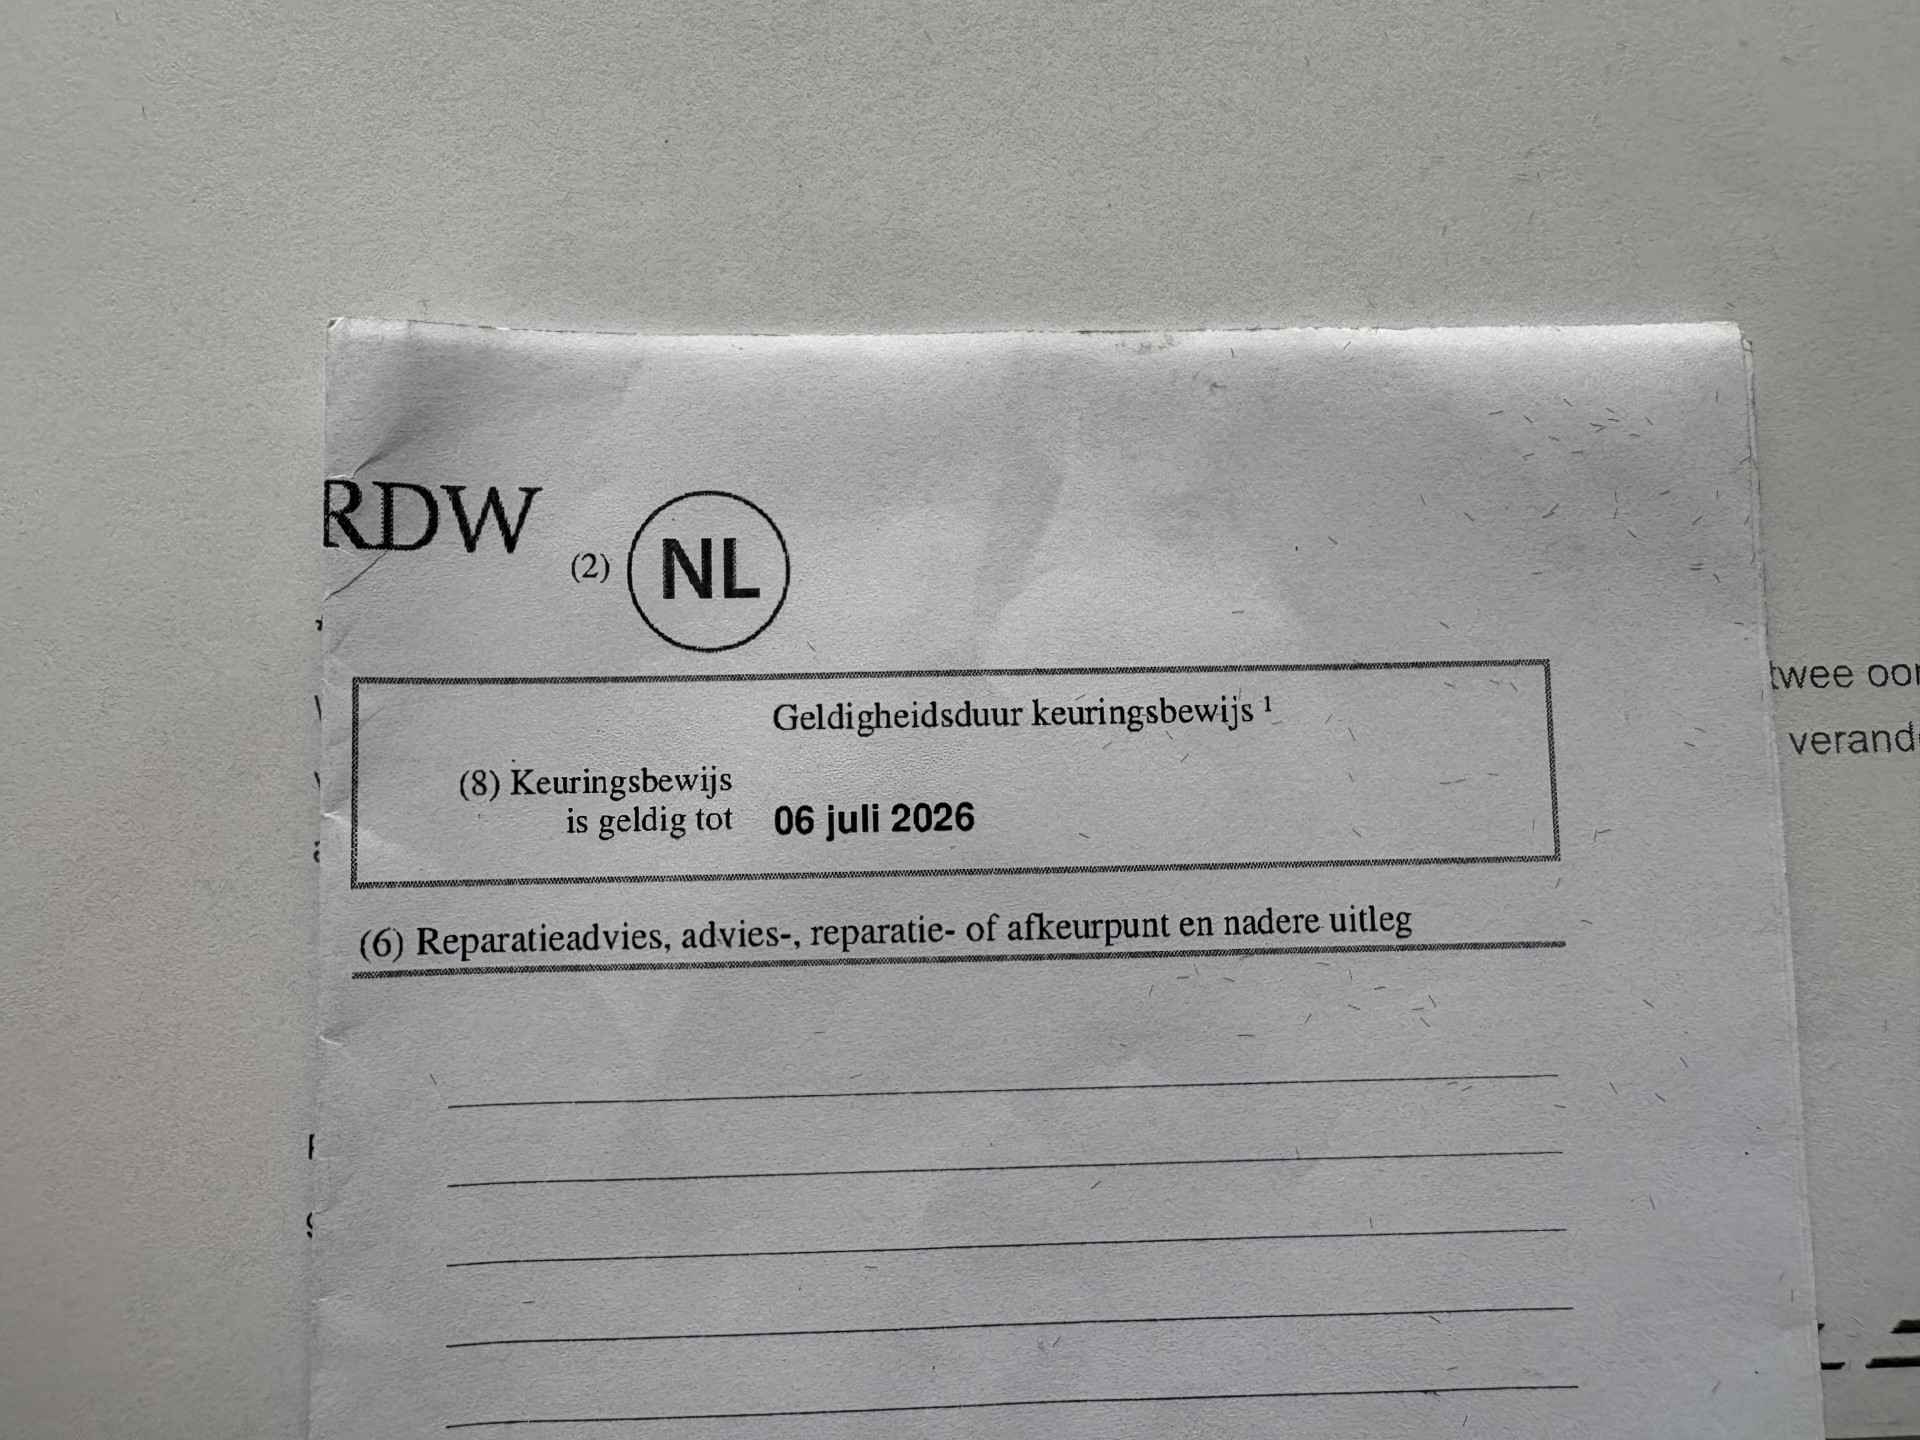 RDW
(2) NL
Geldigheidsduur keuringsbewijs ¹
(8) Keuringsbewijs
is geldig tot 06 juli 2026
(6) Reparatieadvies, advies-, reparatie- of afkeurpunt en nadere uitleg
twee